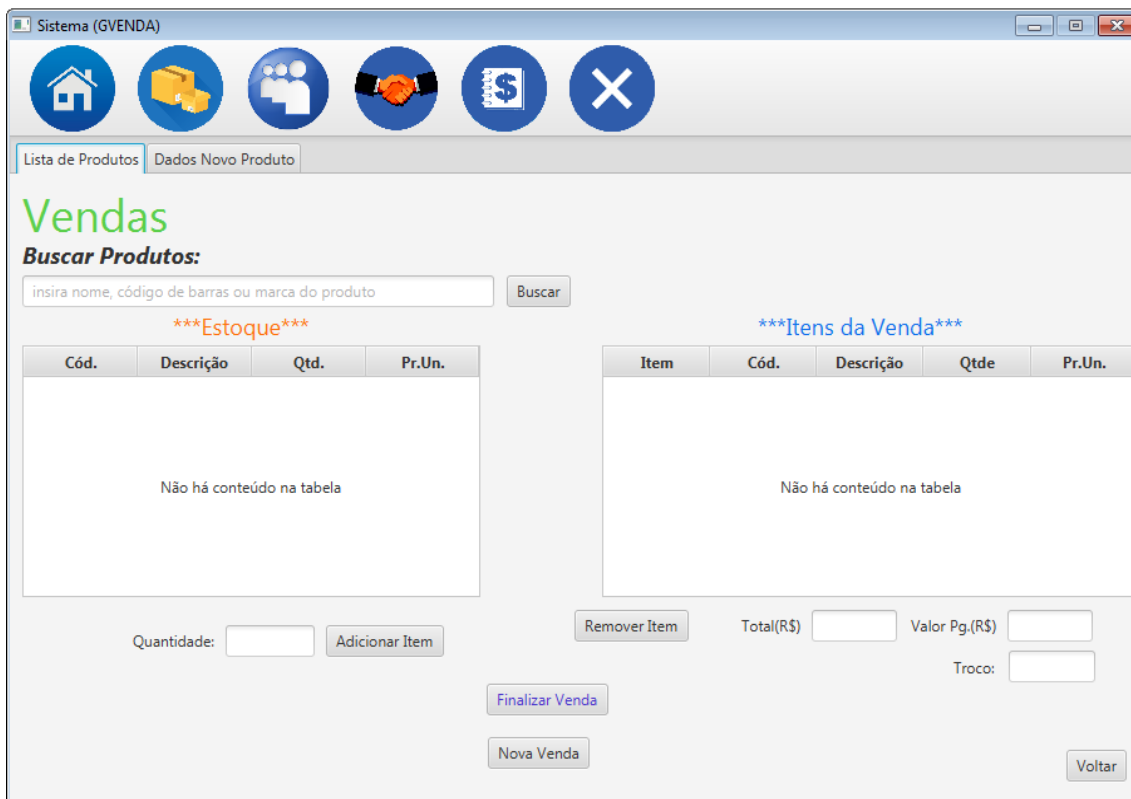 Sistema (GVENDA)
$
Lista de Produtos Dados Novo Produto
Vendas
Buscar Produtos:
insira nome, código de barras ou marca do produto Buscar
***Estoque*** ***Itens da Venda***
Cód. Descrição Qtd. Pr.Un. Item Cód. Descrição Qtde Pr.Un.
Não há conteúdo na tabela Não há conteúdo na tabela
Remover Item Total(R$) Valor Pg.(R$)
Quantidade: Adicionar Item
Troco:
Finalizar Venda
Nova Venda
Voltar